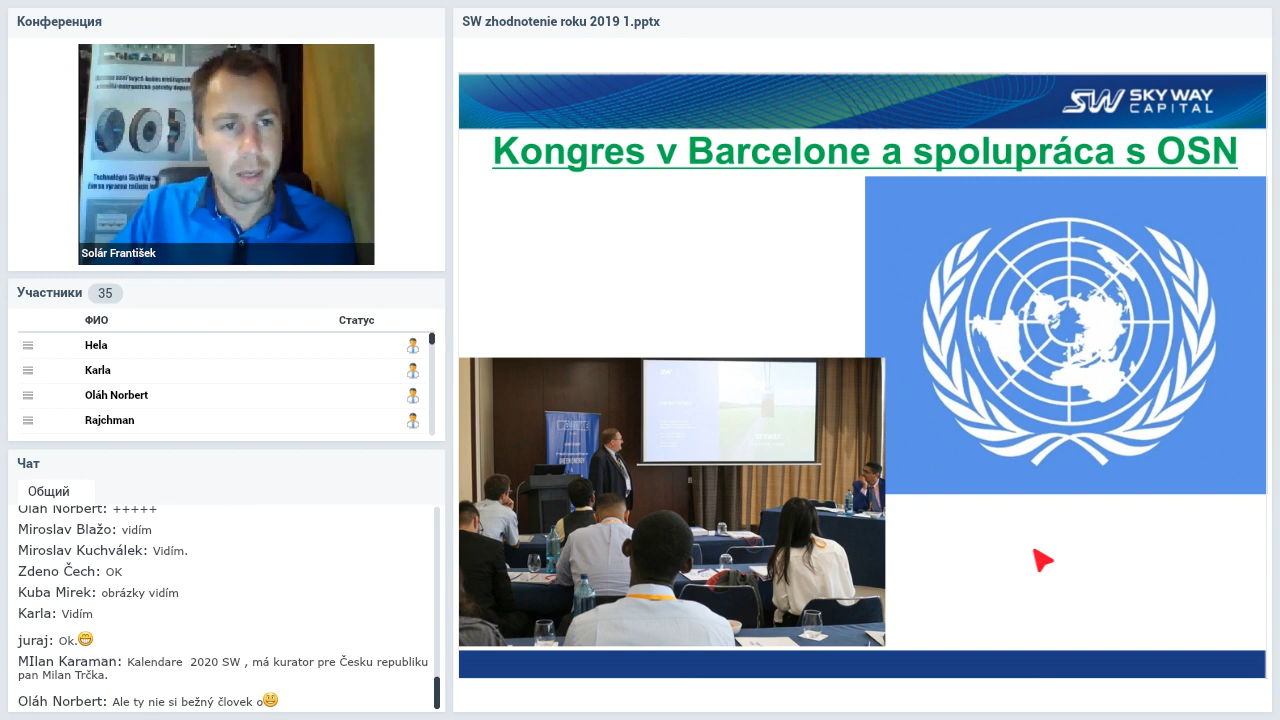 Конференция
Solár František
Участники 35
ФИО Статус
Hela
Karla
Oláh Norbert
Rajchman
Чат
Общий
Oláh Norbert: +++++
Miroslav Blažo: vidím
Miroslav Kuchválek: Vidím.
Zdeno Čech: OK
Kuba Mirek: obrázky vidím
Karla: Vidím
juraj: Ok.
MIlan Karaman: Kalendare 2020 SW , má kurator pre Česku republiku
pan Milan Trčka.
Oláh Norbert: Ale ty nie si bežný človek o
SW zhodnotenie roku 2019 1.pptx
SW SKY WAY
CAPITAL
Kongres v Barcelone a spolupráca s OSN